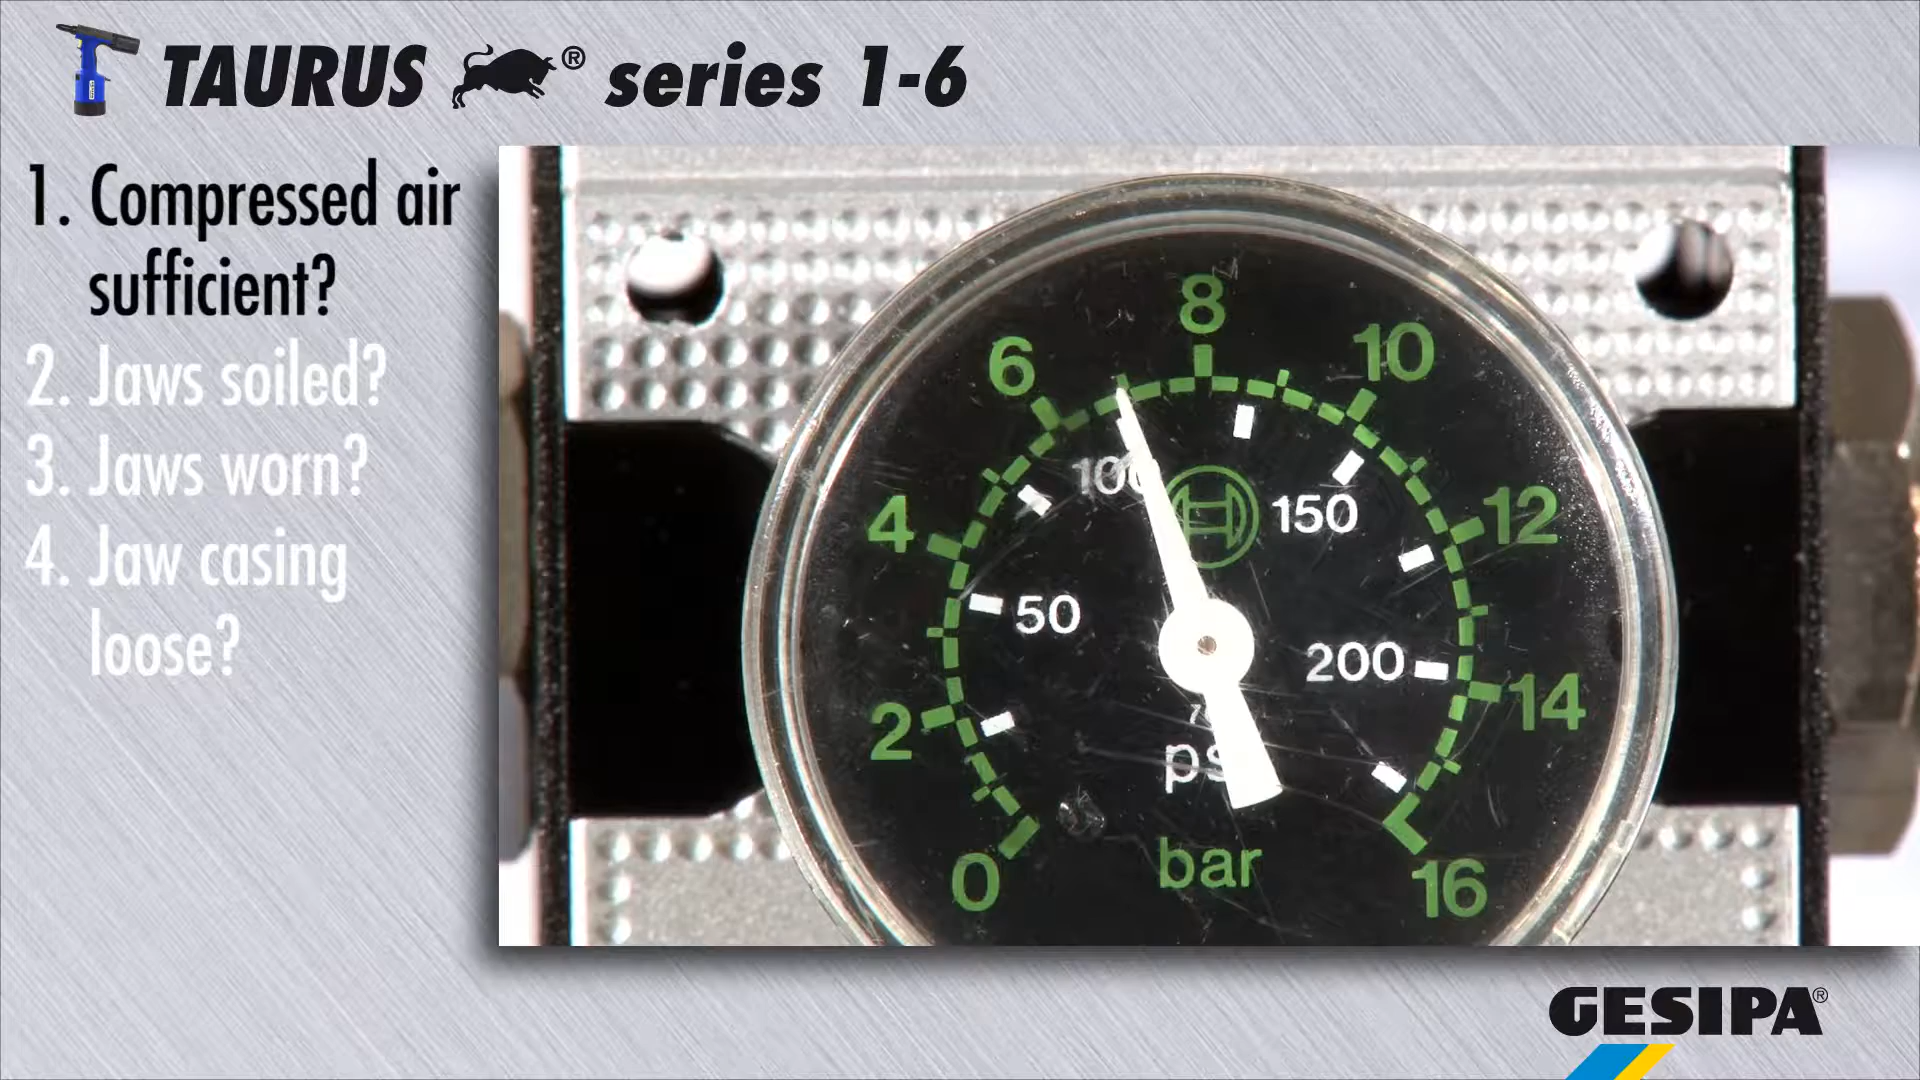 TAURUS ® series 1-6
1. Compressed air
sufficient?
2. Jaws soiled?
3. Jaws worn?
4. Jaw casing
loose?
8
6
10
100
4
150
12
50
200
2
14
bar
0
16
GESIPA®